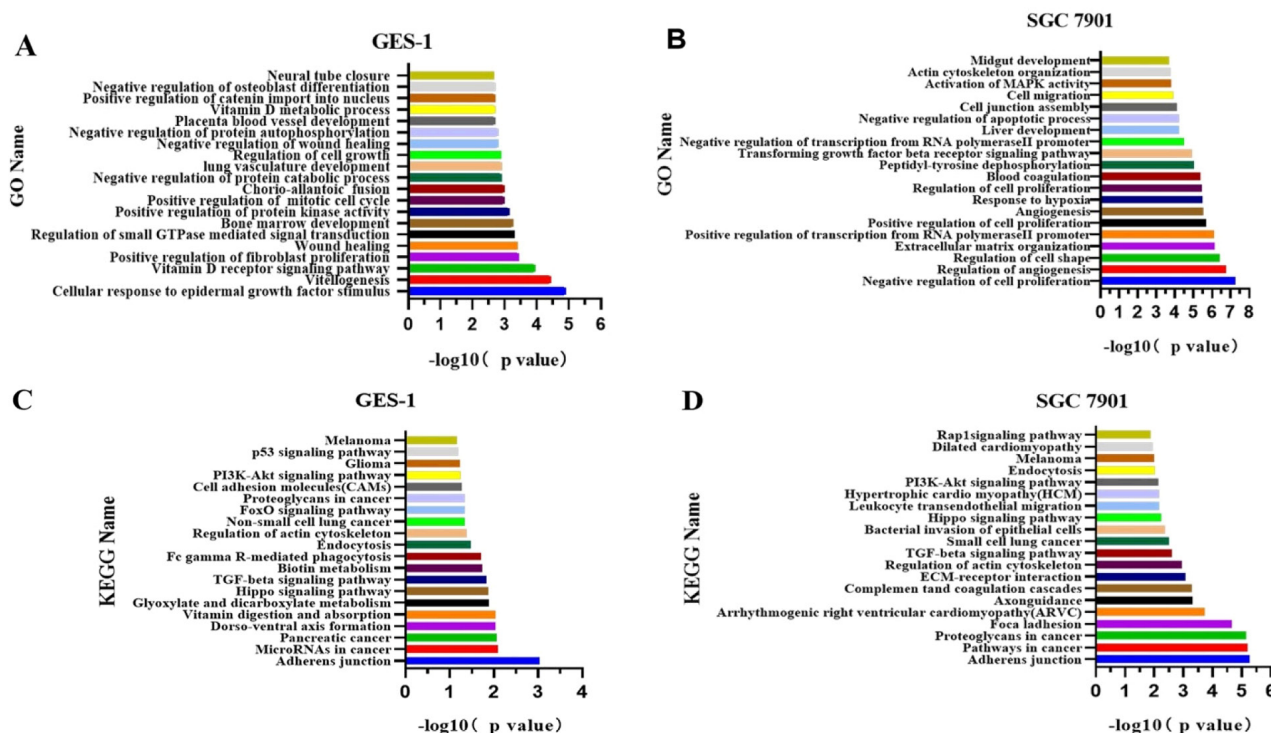 A
GES-1
GO Name
Neural tube closure
Negative regulation of osteoblast differentiation
Positive regulation of catenin import into nucleus
Vitamin D metabolic process
Placenta blood vessel development
Negative regulation of protein autophosphorylation
Negative regulation of wound healing
Regulation of cell growth
lung vasculature development
Negative regulation of protein catabolic process
Chorio-allantoic fusion
Positive regulation of mitotic cell cycle
Positive regulation of protein kinase activity
Bone marrow development
Regulation of small GTPase mediated signal transduction
Wound healing
Positive regulation of fibroblast proliferation
Vitamin D receptor signaling pathway
Vitellogenesis
Cellular response to epidermal growth factor stimulus
0 1 2 3 4 5 6
-log10( p value)
B
SGC 7901
GO Name
Midgut development
Actin cytoskeleton organization
Activation of MAPK activity
Cell migration
Cell junction assembly
Negative regulation of apoptotic process
Liver development
Negative regulation of transcription from RNA polymeraseII promoter
Transforming growth factor beta receptor signaling pathway
Peptidyl-tyrosine dephosphorylation
Blood coagulation
Regulation of cell proliferation
Response to hypoxia
Angiogenesis
Positive regulation of cell proliferation
Positive regulation of transcription from RNA polymeraseII promoter
Extracellular matrix organization
Regulation of cell shape
Regulation of angiogenesis
Negative regulation of cell proliferation
0 1 2 3 4 5 6 7 8
-log10( p value)
C
GES-1
KEGG Name
Melanoma
p53 signaling pathway
Glioma
PI3K-Akt signaling pathway
Cell adhesion molecules(CAMs)
Proteoglycans in cancer
FoxO signaling pathway
Non-small cell lung cancer
Regulation of actin cytoskeleton
Endocytosis
Fc gamma R-mediated phagocytosis
Biotin metabolism
TGF-beta signaling pathway
Hippo signaling pathway
Glyoxylate and dicarboxylate metabolism
Vitamin digestion and absorption
Dorso-ventral axis formation
Pancreatic cancer
MicroRNAs in cancer
Adherens junction
0 1 2 3 4
-log10( p value)
D
SGC 7901
KEGG Name
Rap1signaling pathway
Dilated cardiomyopathy
Melanoma
Endocytosis
PI3K-Akt signaling pathway
Hypertrophic cardio myopathy(HCM)
Leukocyte transendothelial migration
Hippo signaling pathway
Bacterial invasion of epithelial cells
Small cell lung cancer
TGF-beta signaling pathway
Regulation of actin cytoskeleton
ECM-receptor interaction
Complemen tand coagulation cascades
Axonguidance
Arrhythmogenic right ventricular cardiomyopathy(ARVC)
Foca ladhesion
Proteoglycans in cancer
Pathways in cancer
Adherens junction
0 1 2 3 4 5 6
-log10( p value)